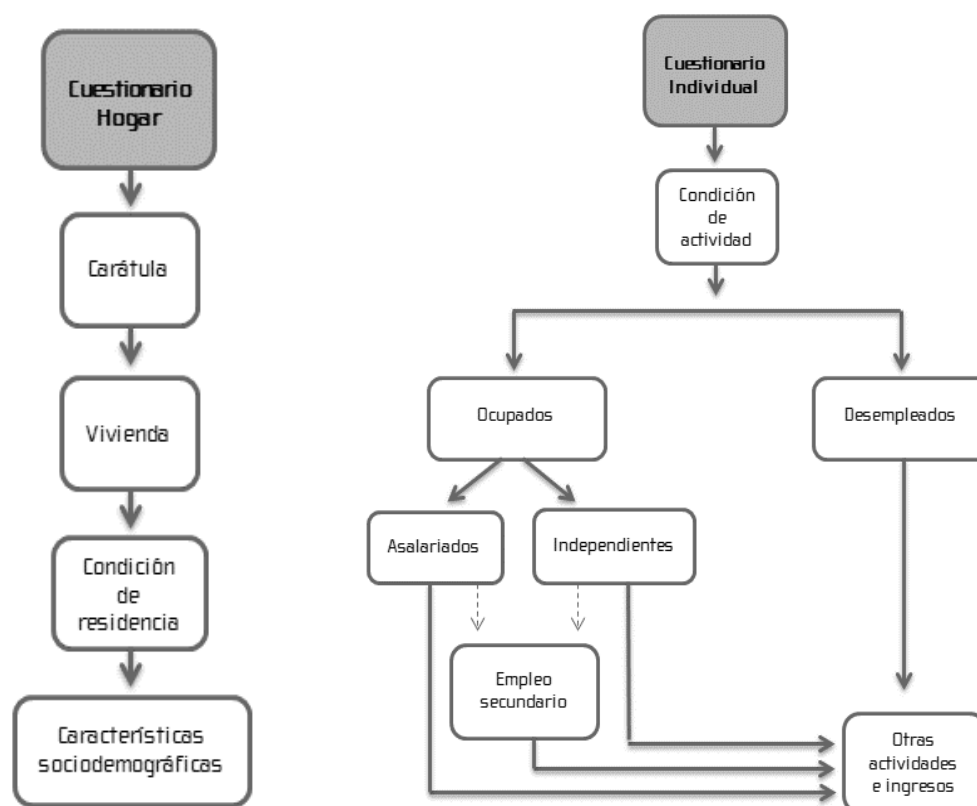 Cuestionario
Hogar
Carátula
Vivienda
Condición
de
residencia
Características
sociodemográficas
Cuestionario
Individual
Condición
de
actividad
Ocupados
Desempleados
Asalariados
Independientes
Empleo
secundario
Otras
actividades
e ingresos